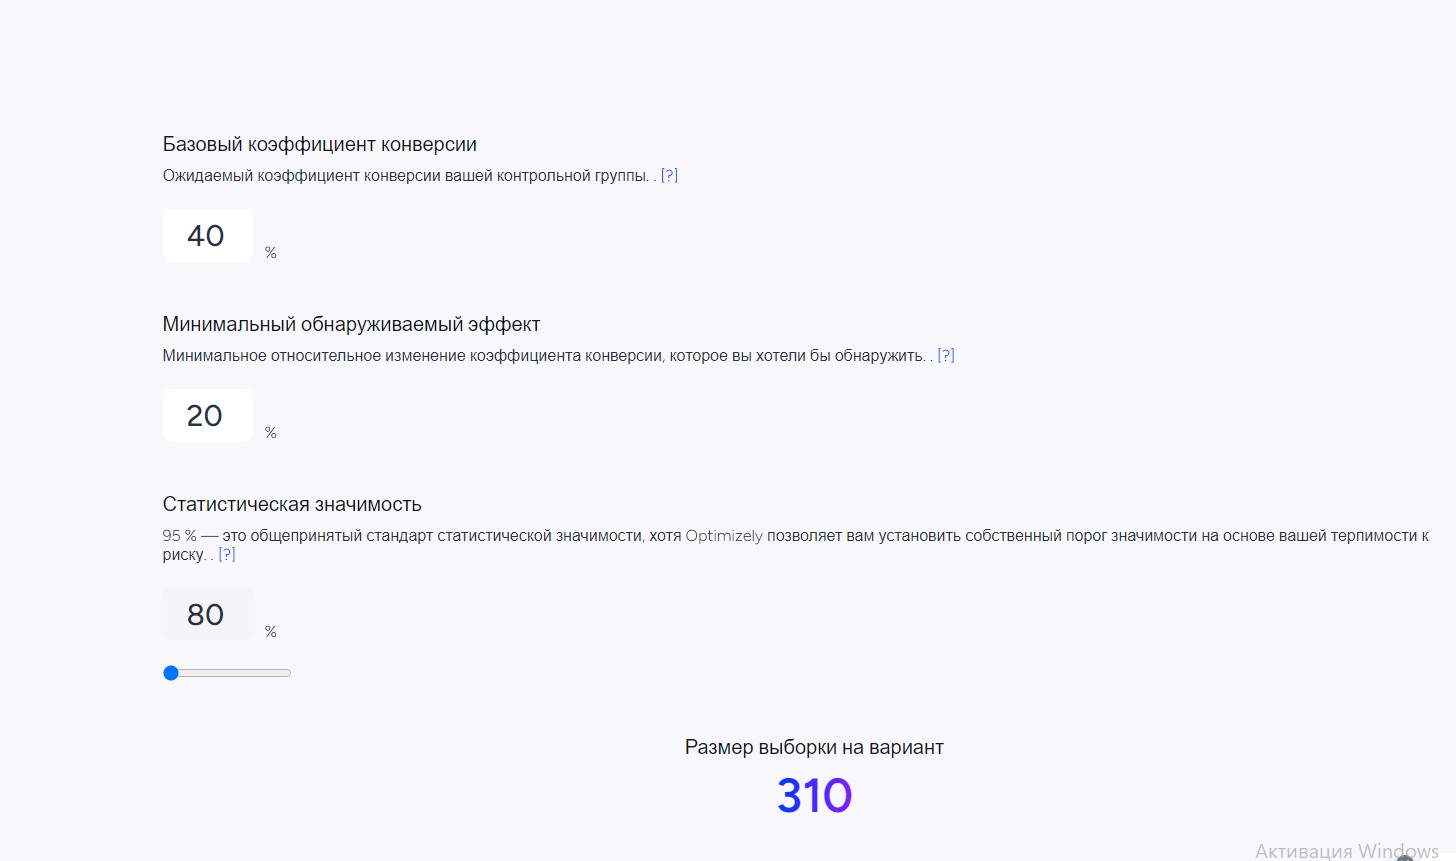 Базовый коэффициент конверсии
Ожидаемый коэффициент конверсии вашей контрольной группы. . [?]
40 %
Минимальный обнаруживаемый эффект
Минимальное относительное изменение коэффициента конверсии, которое вы хотели бы обнаружить. . [?]
20 %
Статистическая значимость
95 % — это общепринятый стандарт статистической значимости, хотя Optimizely позволяет вам установить собственный порог значимости на основе вашей терпимости к
риску. . [?]
80 %
Размер выборки на вариант
310
Активация Windows